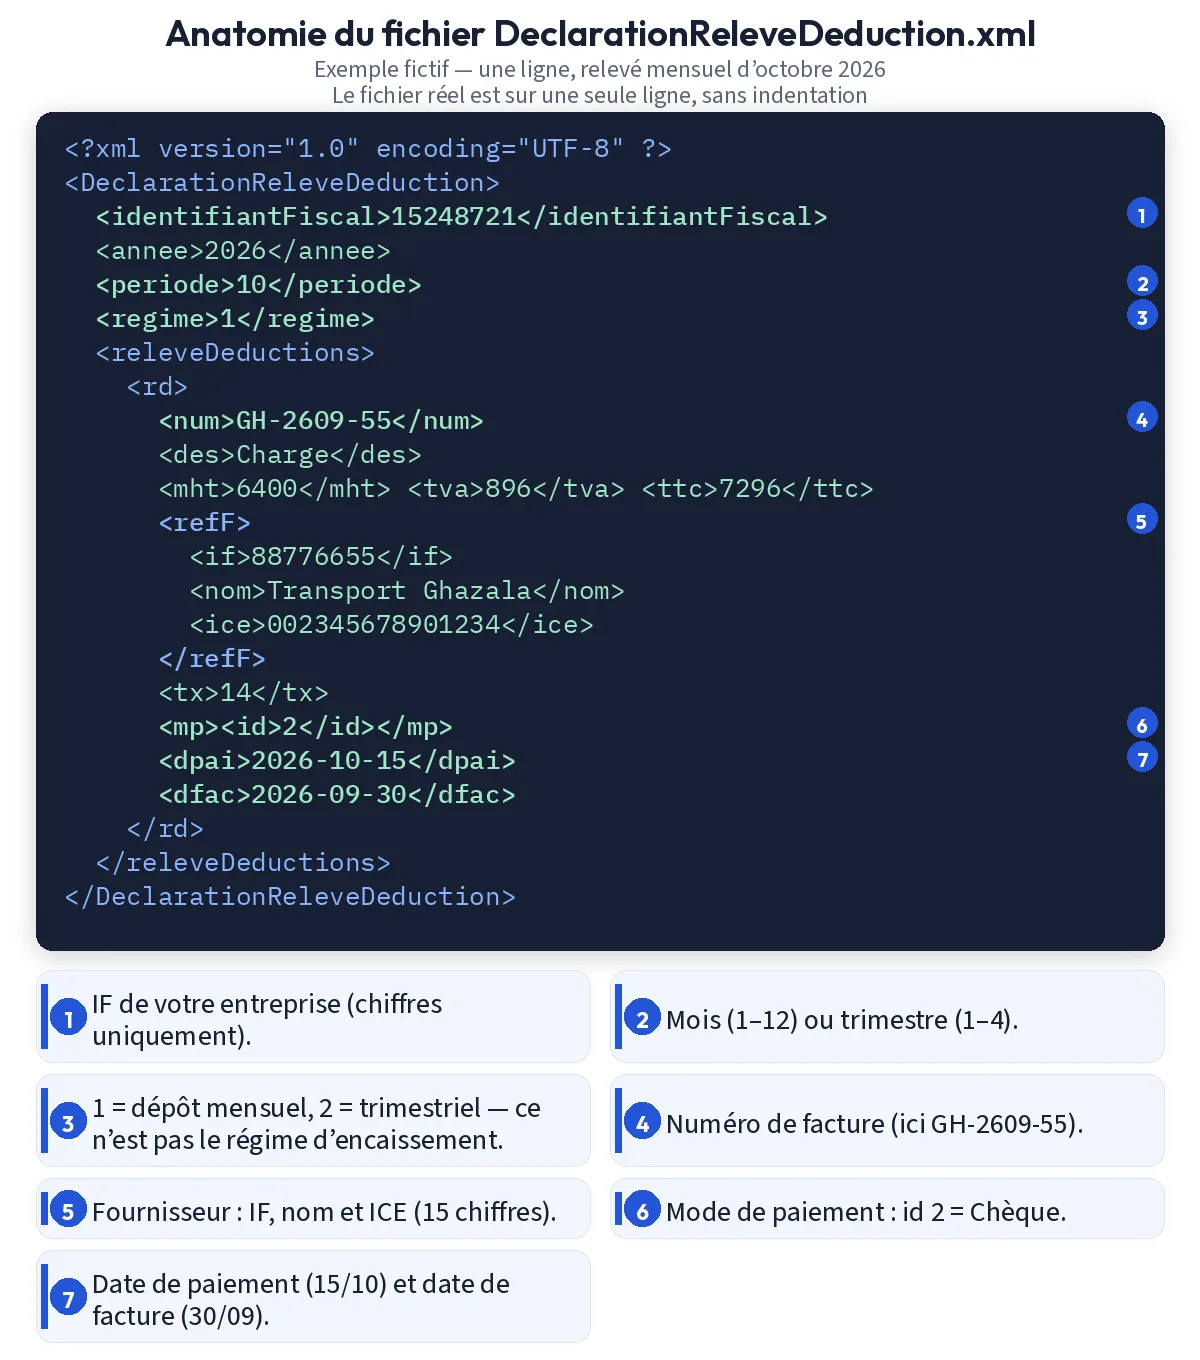 Anatomie du fichier DeclarationReleveDeduction.xml
Exemple fictif — une ligne, relevé mensuel d’octobre 2026
Le fichier réel est sur une seule ligne, sans indentation
<?xml version="1.0" encoding="UTF-8" ?>
<DeclarationReleveDeduction>
<identifiantFiscal>15248721</identifiantFiscal>
1
<annee>2026</annee>
<periode>10</periode>
2
<regime>1</regime>
3
<releveDeductions>
<rd>
<num>GH-2609-55</num>
4
<des>Charge</des>
<mht>6400</mht> <tva>896</tva> <ttc>7296</ttc>
<refF>
5
<if>88776655</if>
<nom>Transport Ghazala</nom>
<ice>002345678901234</ice>
</refF>
<tx>14</tx>
<mp><id>2</id></mp>
6
<dpai>2026-10-15</dpai>
7
<dfac>2026-09-30</dfac>
</rd>
</releveDeductions>
</DeclarationReleveDeduction>
1
IF de votre entreprise (chiffres
uniquement).
2
Mois (1–12) ou trimestre (1–4).
3
1 = dépôt mensuel, 2 = trimestriel — ce
n’est pas le régime d’encaissement.
4
Numéro de facture (ici GH-2609-55).
5
Fournisseur : IF, nom et ICE (15 chiffres).
6
Mode de paiement : id 2 = Chèque.
7
Date de paiement (15/10) et date de
facture (30/09).